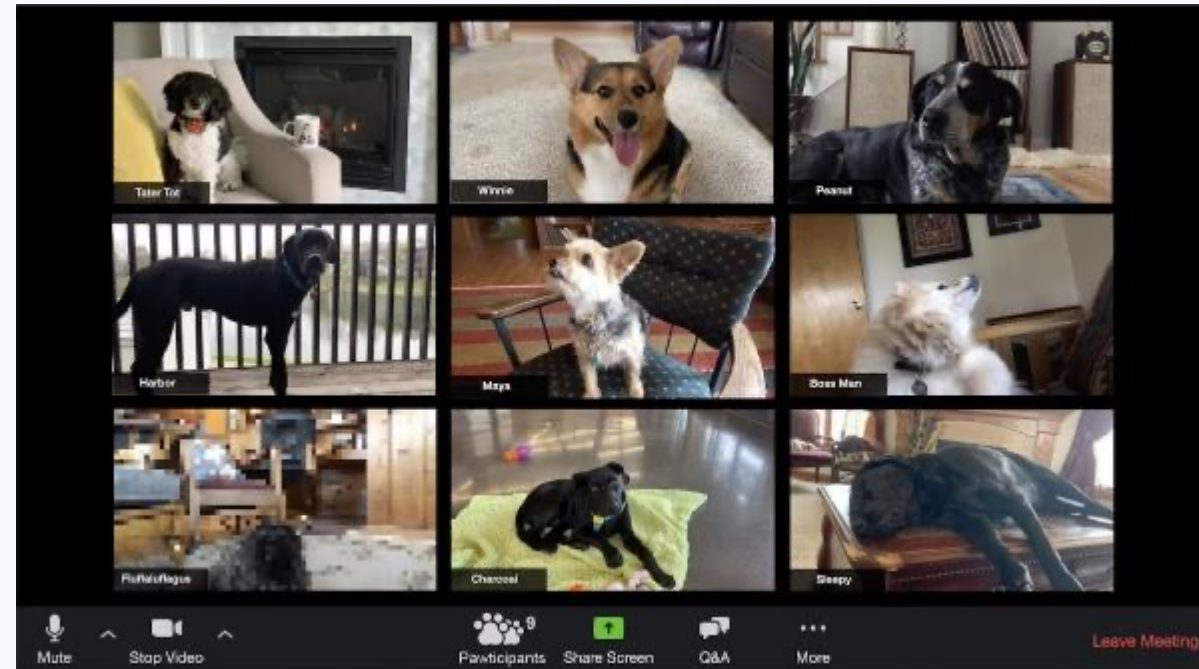 Tater Tot
Winnie
Peanut
Harbor
Maya
Boss Man
Fluffeluffagus
Charcoal
Sleepy
9
Mute
Stop Video
Pawticipants
Share Screen
Q&A
More
Leave Meeting